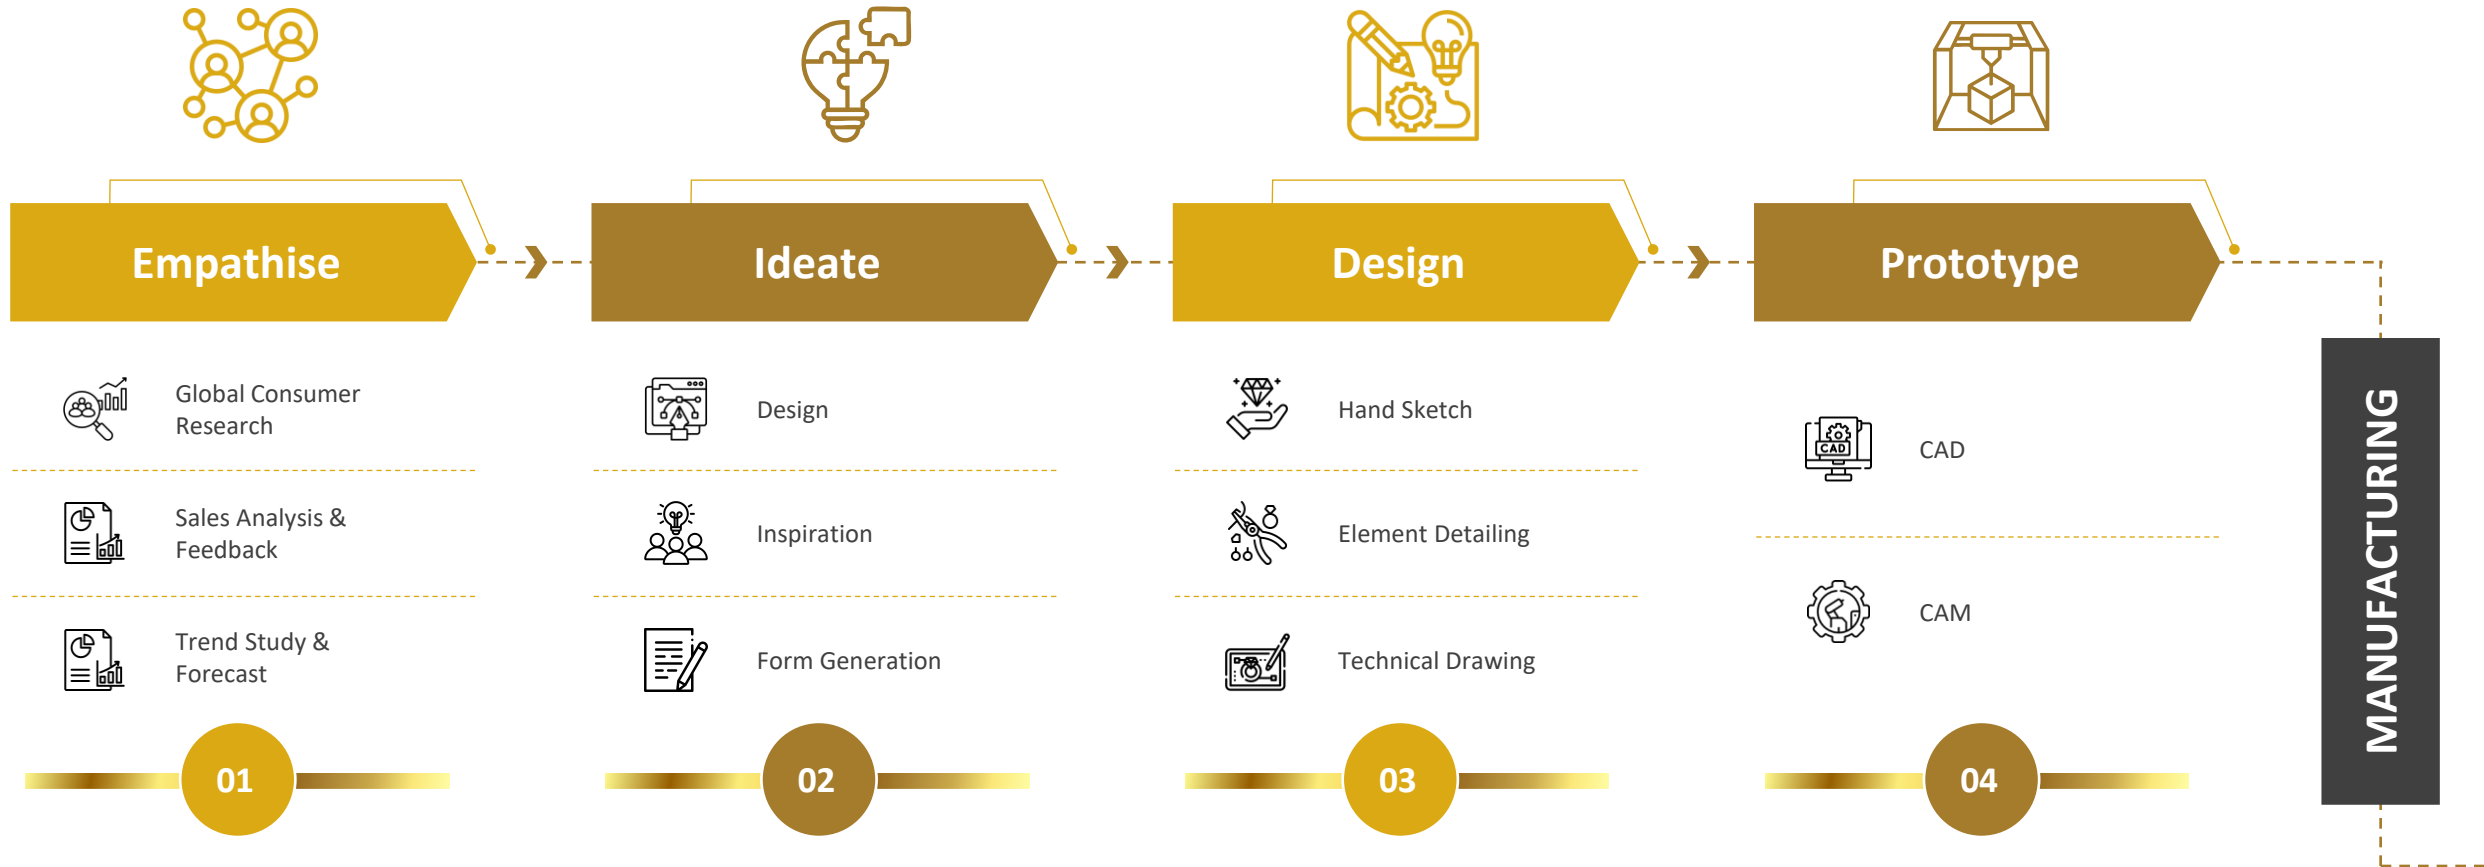 Empathise
Global Consumer
Research
Sales Analysis &
Feedback
Trend Study &
Forecast
01
Ideate
Design
Inspiration
Form Generation
02
Design
Hand Sketch
Element Detailing
Technical Drawing
03
Prototype
CAD
CAD
CAM
04
MANUFACTURING